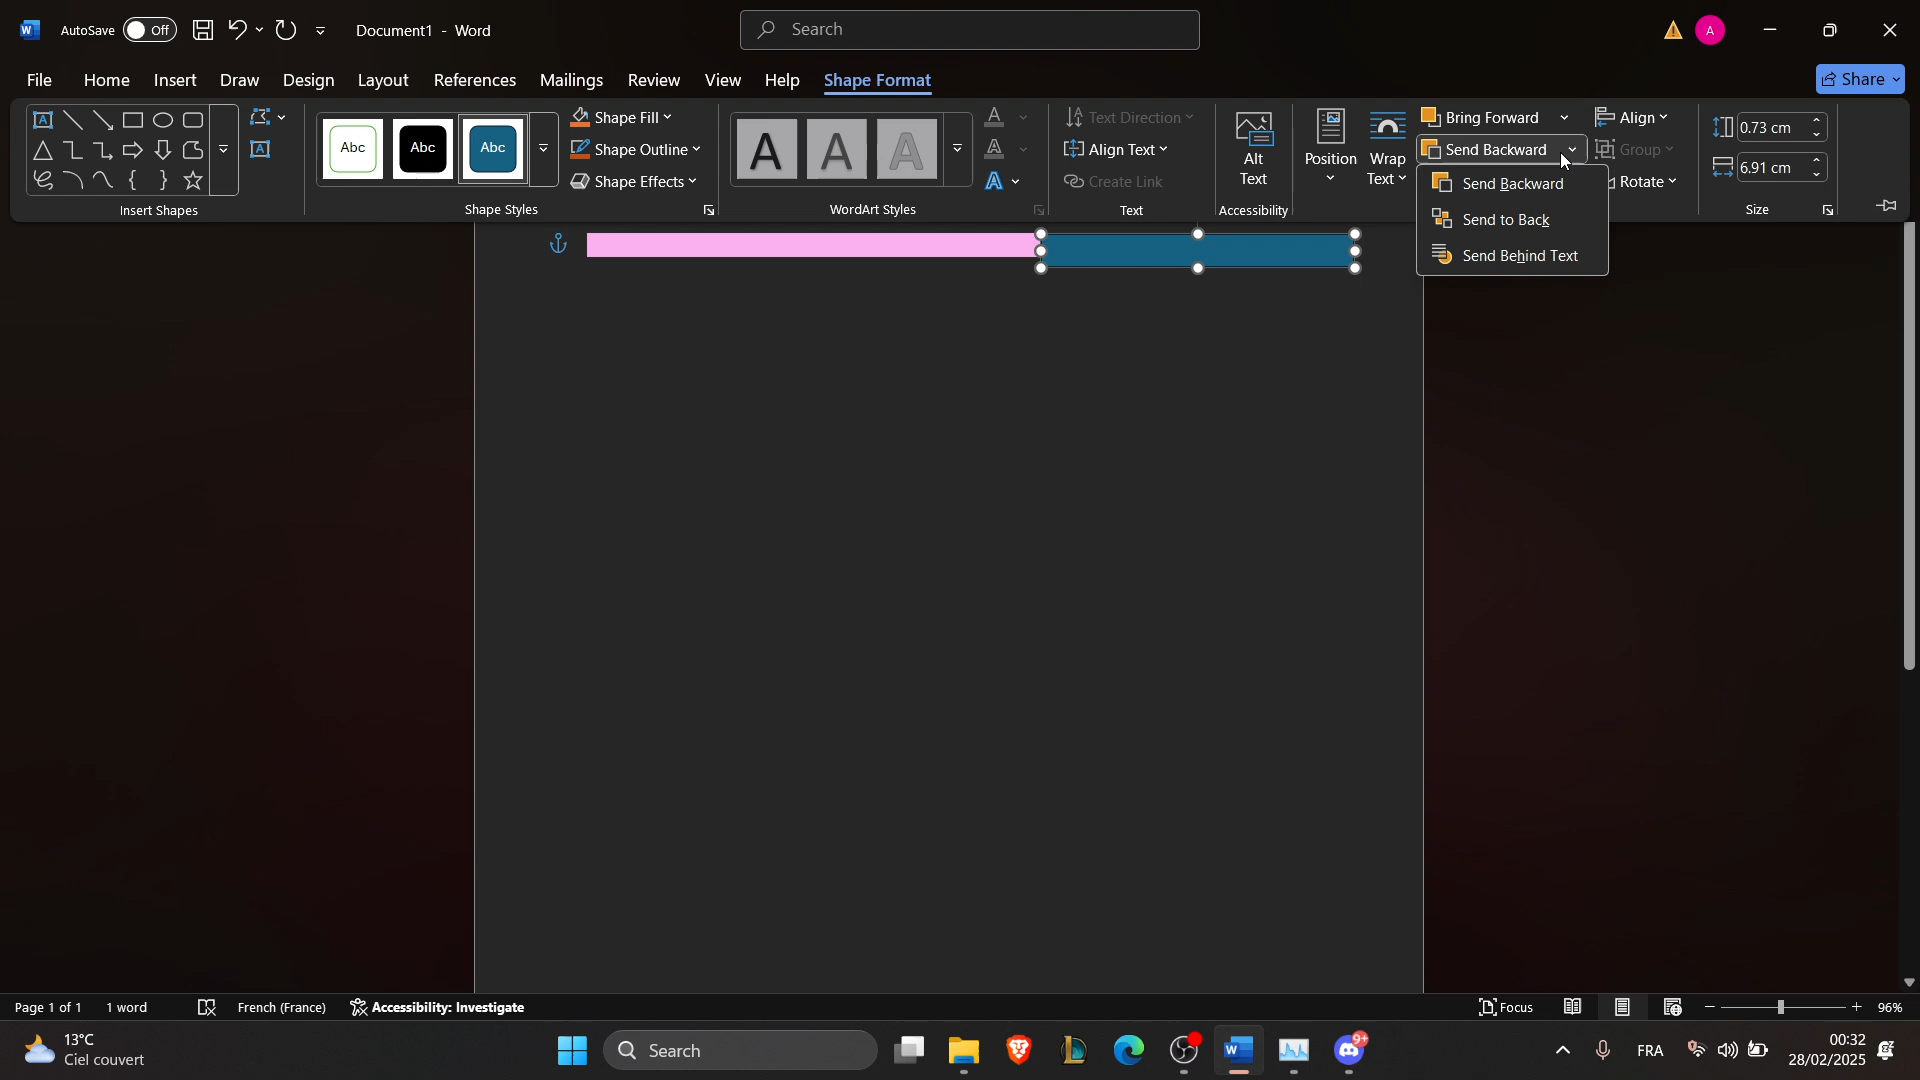 AutoSave Off Document1 - Word Search A
File Home Insert Draw Design Layout References Mailings Review View Help Shape Format Share
Abc Abc Abc
Shape Fill
Shape Outline
Shape Effects
A A A
Text Direction
Align Text
Create Link
Alt
Text
Position
Wrap
Text
Bring Forward
Send Backward
Align
Group
Rotate
0.73 cm
6.91 cm
Insert Shapes Shape Styles WordArt Styles Text Accessibility Size
Send Backward
Send to Back
Send Behind Text
Page 1 of 1 1 word French (France) Accessibility: Investigate Focus 96%
13°C
Ciel couvert
Search
9+
FRA
00:32
28/02/2025